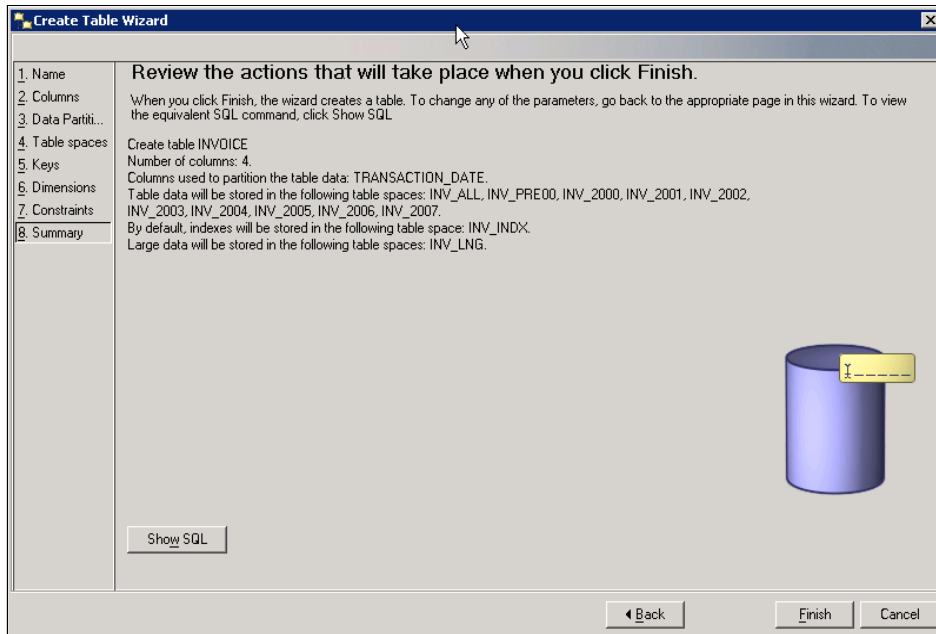 Create Table Wizard
1. Name
2. Columns
3. Data Partiti...
4. Table spaces
5. Keys
6. Dimensions
7. Constraints
8. Summary
Review the actions that will take place when you click Finish.
When you click Finish, the wizard creates a table. To change any of the parameters, go back to the appropriate page in this wizard. To view
the equivalent SQL command, click Show SQL
Create table INVOICE
Number of columns: 4.
Columns used to partition the table data: TRANSACTION_DATE.
Table data will be stored in the following table spaces: INV_ALL, INV_PRE00, INV_2000, INV_2001, INV_2002,
INV_2003, INV_2004, INV_2005, INV_2006, INV_2007.
By default, indexes will be stored in the following table space: INV_INDX.
Large data will be stored in the following table spaces: INV_LNG.
Show SQL
Back
Finish
Cancel